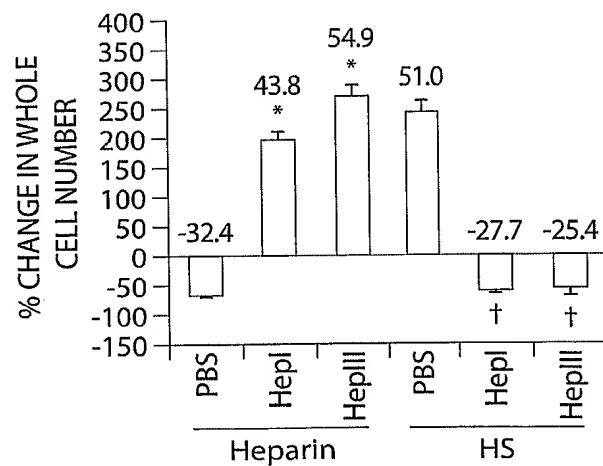 % CHANGE IN WHOLE
CELL NUMBER
400
350
300
250
200
150
100
50
0
-50
-100
-150
-32.4
43.8
*
54.9
*
51.0
-27.7
†
-25.4
†
PBS
HepI
HepIII
PBS
HepI
HepIII
Heparin
HS